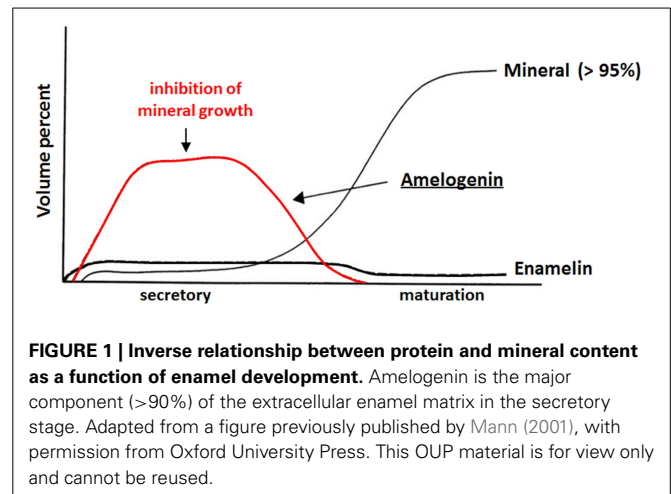 Volume percent
inhibition of
mineral growth
Mineral (> 95%)
Amelogenin
Enamelin
secretory
maturation
FIGURE 1 | Inverse relationship between protein and mineral content
as a function of enamel development. Amelogenin is the major
component (>90%) of the extracellular enamel matrix in the secretory
stage. Adapted from a figure previously published by Mann (2001), with
permission from Oxford University Press. This OUP material is for view only
and cannot be reused.